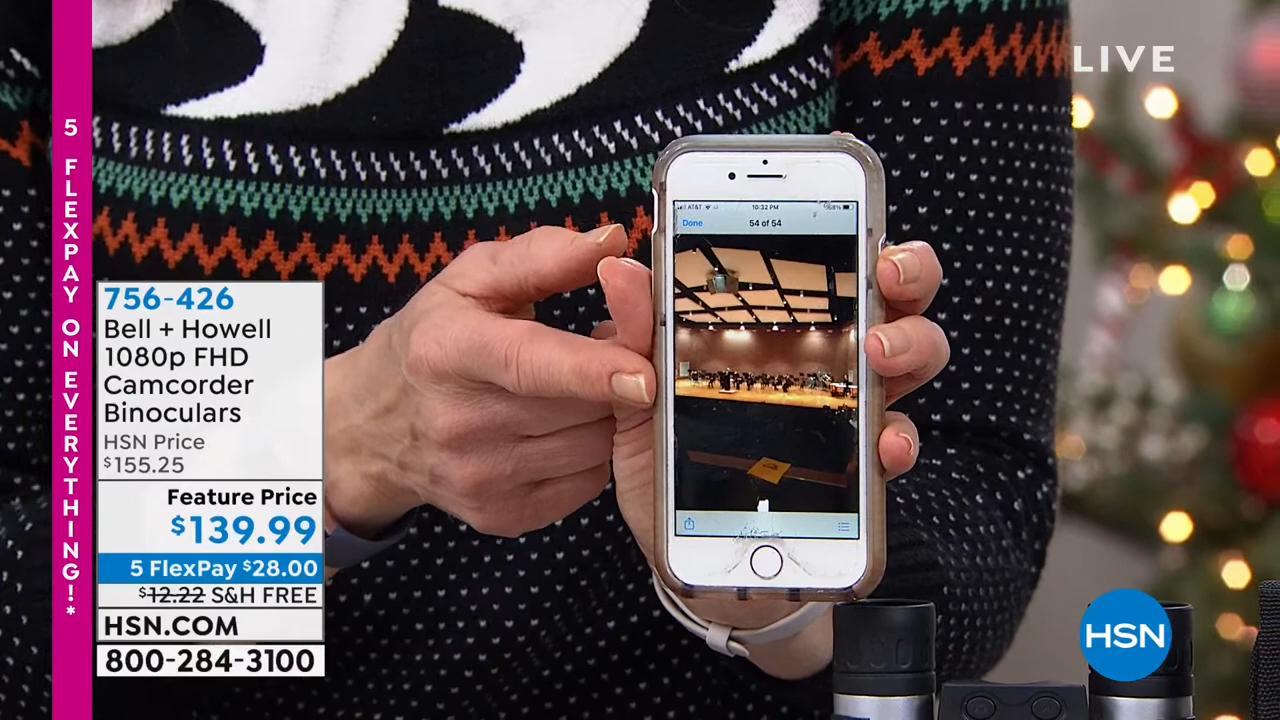 5 FLEXPAY ON EVERYTHING!*
LIVE
756-426
Bell + Howell
1080p FHD
Camcorder
Binoculars
HSN Price
$155.25
Feature Price
$139.99
5 FlexPay $28.00
$12.22 S&H FREE
HSN.COM
800-284-3100
AT&T 10:32 PM 68%
Done 54 of 54
HSN